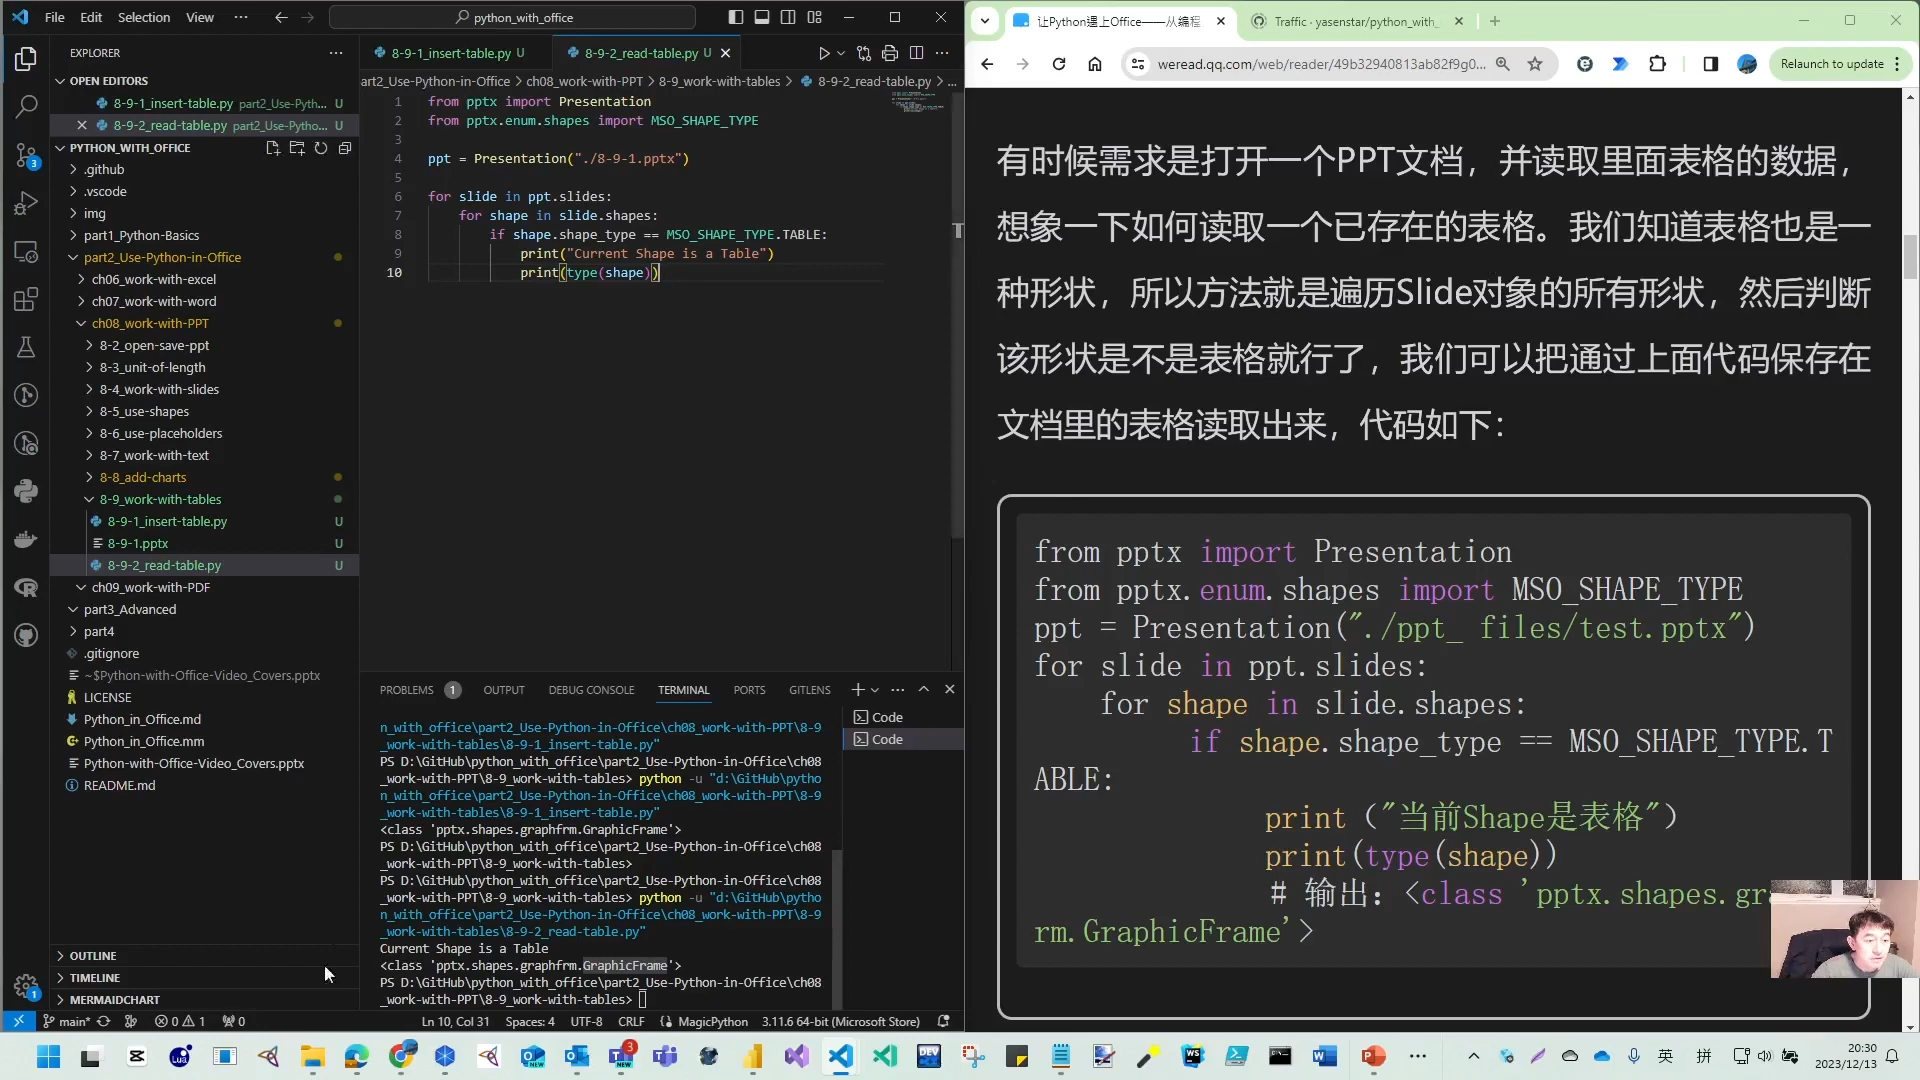 File Edit Selection View ··· python_with_office
EXPLORER
OPEN EDITORS
8-9-1_insert-table.py part2_Use-Pyth... U
8-9-2_read-table.py part2_Use-Pytho... U
PYTHON_WITH_OFFICE
.github
.vscode
img
part1_Python-Basics
part2_Use-Python-in-Office
ch06_work-with-excel
ch07_work-with-word
ch08_work-with-PPT
8-2_open-save-ppt
8-3_unit-of-length
8-4_work-with-slides
8-5_use-shapes
8-6_use-placeholders
8-7_work-with-text
8-8_add-charts
8-9_work-with-tables
8-9-1_insert-table.py U
8-9-1.pptx U
8-9-2_read-table.py U
ch09_work-with-PDF
part3_Advanced
part4
.gitignore
~$Python-with-Office-Video_Covers.pptx
LICENSE
Python_in_Office.md
Python_in_Office.mm
Python-with-Office-Video_Covers.pptx
README.md
OUTLINE
TIMELINE
MERMAIDCHART
8-9-1_insert-table.py U 8-9-2_read-table.py U
art2_Use-Python-in-Office > ch08_work-with-PPT > 8-9_work-with-tables > 8-9-2_read-table.py > ...
1 from pptx import Presentation
2 from pptx.enum.shapes import MSO_SHAPE_TYPE
3
4 ppt = Presentation("./8-9-1.pptx")
5
6 for slide in ppt.slides:
7 for shape in slide.shapes:
8 if shape.shape_type == MSO_SHAPE_TYPE.TABLE:
9 print("Current Shape is a Table")
10 print(type(shape))
PROBLEMS 1 OUTPUT DEBUG CONSOLE TERMINAL PORTS GITLENS
Code
Code
n_with_office\part2_Use-Python-in-Office\ch08_work-with-PPT\8-9
_work-with-tables\8-9-1_insert-table.py"
PS D:\GitHub\python_with_office\part2_Use-Python-in-Office\ch08
_work-with-PPT\8-9_work-with-tables> python -u "d:\GitHub\pytho
n_with_office\part2_Use-Python-in-Office\ch08_work-with-PPT\8-9
_work-with-tables\8-9-1_insert-table.py"
<class 'pptx.shapes.graphfrm.GraphicFrame'>
PS D:\GitHub\python_with_office\part2_Use-Python-in-Office\ch08
_work-with-PPT\8-9_work-with-tables>
PS D:\GitHub\python_with_office\part2_Use-Python-in-Office\ch08
_work-with-PPT\8-9_work-with-tables> python -u "d:\GitHub\pytho
n_with_office\part2_Use-Python-in-Office\ch08_work-with-PPT\8-9
_work-with-tables\8-9-2_read-table.py"
Current Shape is a Table
<class 'pptx.shapes.graphfrm.GraphicFrame'>
PS D:\GitHub\python_with_office\part2_Use-Python-in-Office\ch08
_work-with-PPT\8-9_work-with-tables>
main* 0 1 0 Ln 10, Col 31 Spaces: 4 UTF-8 CRLF MagicPython 3.11.6 64-bit (Microsoft Store)
让Python遇上Office——从编程 Traffic · yasenstar/python_with_
weread.qq.com/web/reader/49b32940813ab82f9g0... Relaunch to update
有时候需求是打开一个PPT文档，并读取里面表格的数据，
想象一下如何读取一个已存在的表格。我们知道表格也是一
种形状，所以方法就是遍历Slide对象的所有形状，然后判断
该形状是不是表格就行了，我们可以把通过上面代码保存在
文档里的表格读取出来，代码如下：
from pptx import Presentation
from pptx.enum.shapes import MSO_SHAPE_TYPE
ppt = Presentation("./ppt_ files/test.pptx")
for slide in ppt.slides:
for shape in slide.shapes:
if shape.shape_type == MSO_SHAPE_TYPE.T
ABLE:
print ("当前Shape是表格")
print(type(shape))
# 输出：<class 'pptx.shapes.gr
rm.GraphicFrame'>
英 拼 20:30
2023/12/13